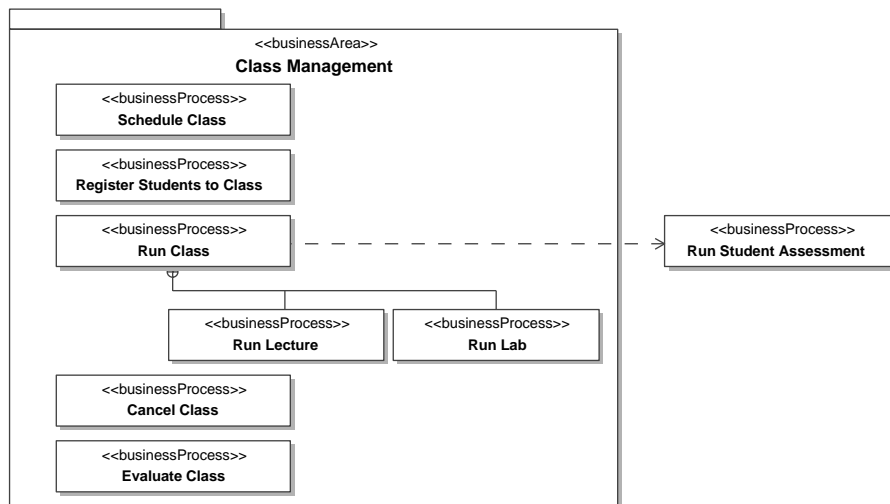 <<businessArea>>
Class Management
<<businessProcess>>
Schedule Class
<<businessProcess>>
Register Students to Class
<<businessProcess>>
Run Class
<<businessProcess>>
Run Student Assessment
<<businessProcess>>
Run Lecture
<<businessProcess>>
Run Lab
<<businessProcess>>
Cancel Class
<<businessProcess>>
Evaluate Class